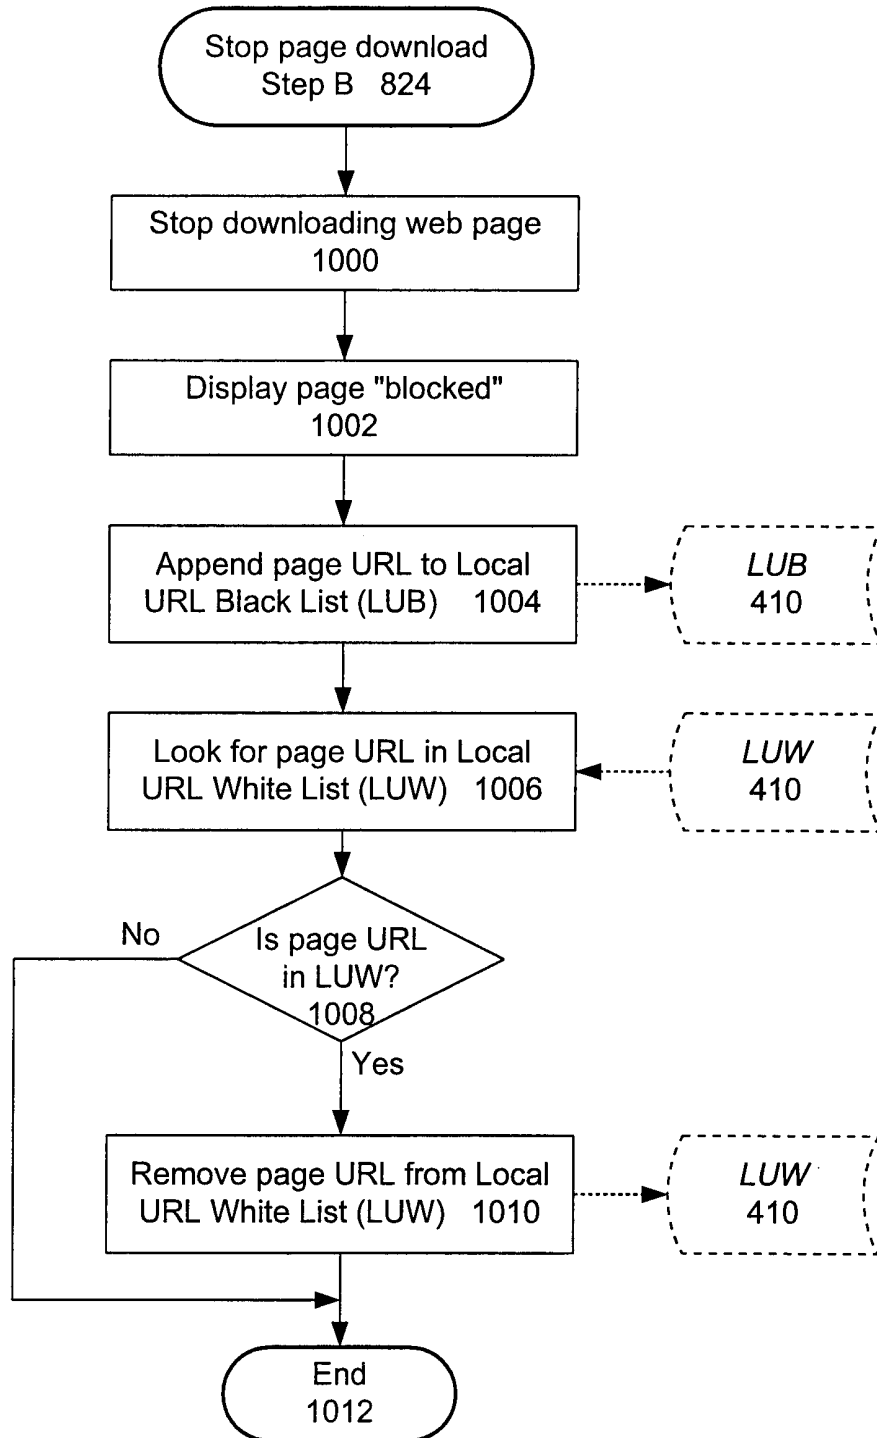 Stop page download
Step B 824
Stop downloading web page
1000
Display page "blocked"
1002
Append page URL to Local
URL Black List (LUB) 1004
LUB
410
Look for page URL in Local
URL White List (LUW) 1006
LUW
410
No
Is page URL
in LUW?
1008
Yes
Remove page URL from Local
URL White List (LUW) 1010
LUW
410
End
1012